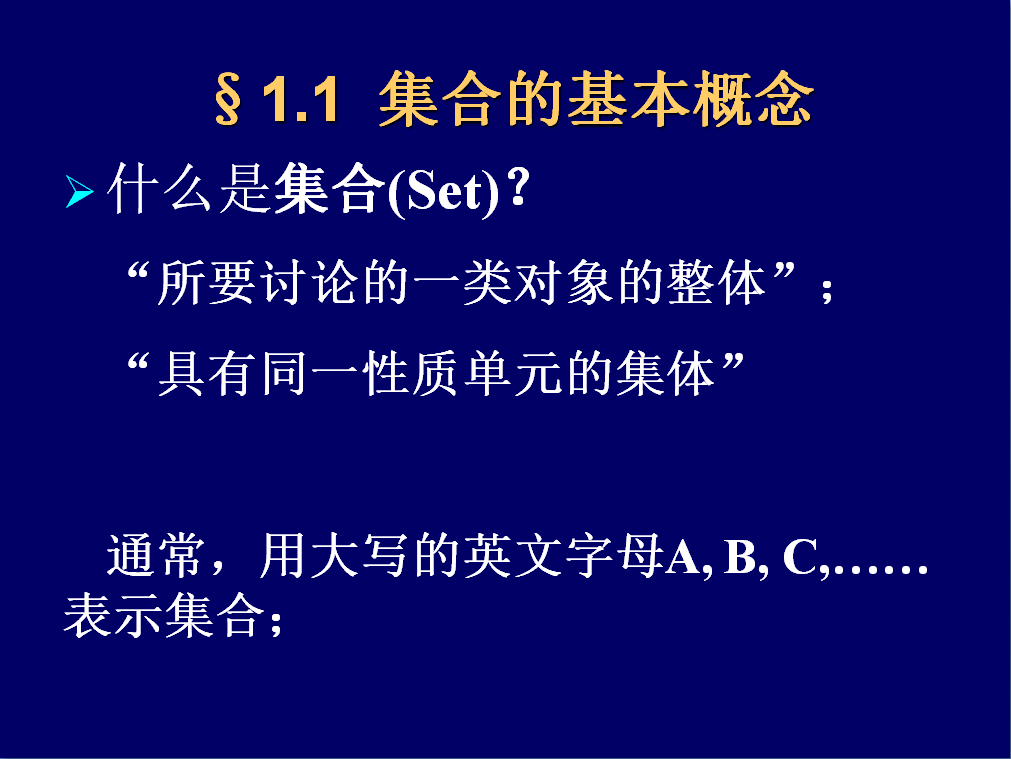 §1.1 集合的基本概念
什么是集合(Set)？
“所要讨论的一类对象的整体”；
“具有同一性质单元的集体”
通常，用大写的英文字母A, B, C,……
表示集合；